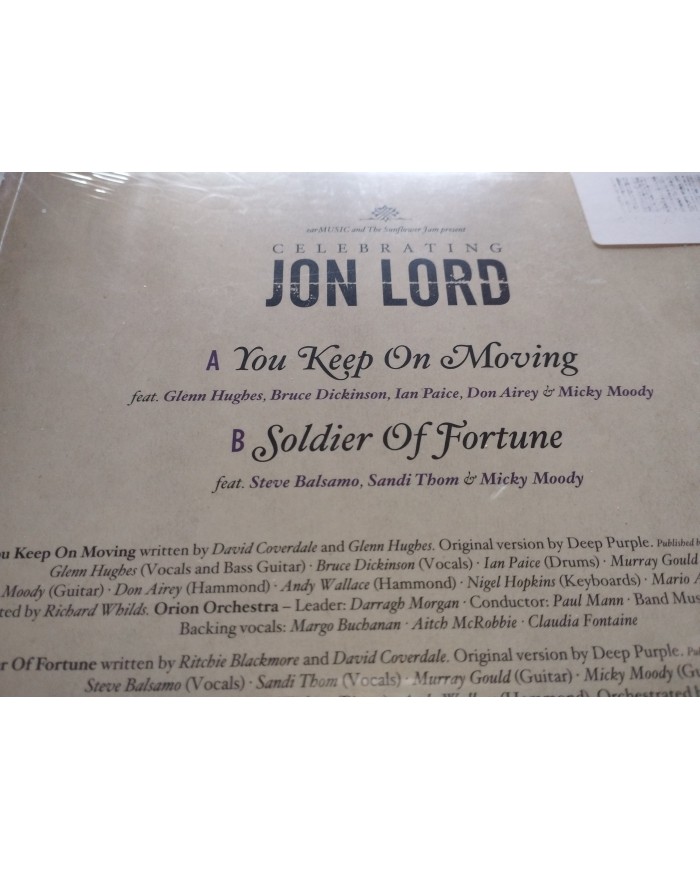 earMUSIC and The Sunflower Jam present
CELEBRATING
JON LORD
A You Keep On Moving
feat. Glenn Hughes, Bruce Dickinson, Ian Paice, Don Airey & Micky Moody
B Soldier Of Fortune
feat. Steve Balsamo, Sandi Thom & Micky Moody
ou Keep On Moving written by David Coverdale and Glenn Hughes. Original version by Deep Purple. Published b
Glenn Hughes (Vocals and Bass Guitar) · Bruce Dickinson (Vocals) · Ian Paice (Drums) · Murray Gould
Moody (Guitar) · Don Airey (Hammond) · Andy Wallace (Hammond) · Nigel Hopkins (Keyboards) · Mario A
ted by Richard Whilds. Orion Orchestra – Leader: Darragh Morgan · Conductor: Paul Mann · Band Mus
Backing vocals: Margo Buchanan · Aitch McRobbie · Claudia Fontaine
er Of Fortune written by Ritchie Blackmore and David Coverdale. Original version by Deep Purple. Pu
Steve Balsamo (Vocals) · Sandi Thom (Vocals) · Murray Gould (Guitar) · Micky Moody (Gu
(Hammond). Orchestrated b